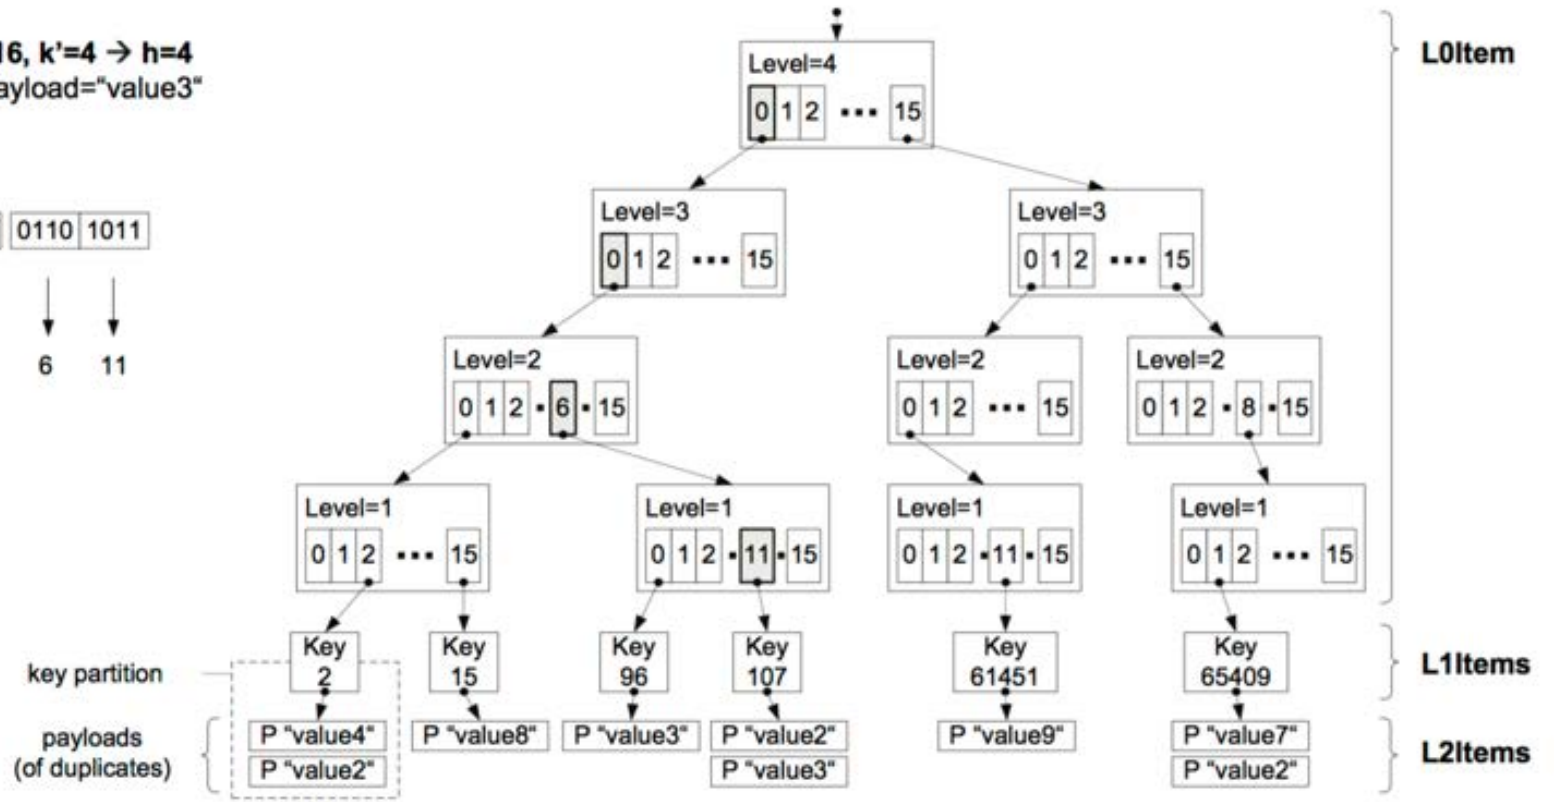 16, k'=4 → h=4
ayload="value3"
0110 1011
6 11
L0Item
Level=4
0 1 2 ... 15
Level=3
0 1 2 ... 15
Level=3
0 1 2 ... 15
Level=2
0 1 2 . 6 . 15
Level=2
0 1 2 ... 15
Level=2
0 1 2 . 8 . 15
Level=1
0 1 2 ... 15
Level=1
0 1 2 . 11 . 15
Level=1
0 1 2 . 11 . 15
Level=1
0 1 2 ... 15
key partition
Key
2
Key
15
Key
96
Key
107
Key
61451
Key
65409
L1Items
payloads
(of duplicates)
P "value4"
P "value2"
P "value8"
P "value3"
P "value2"
P "value3"
P "value9"
P "value7"
P "value2"
L2Items